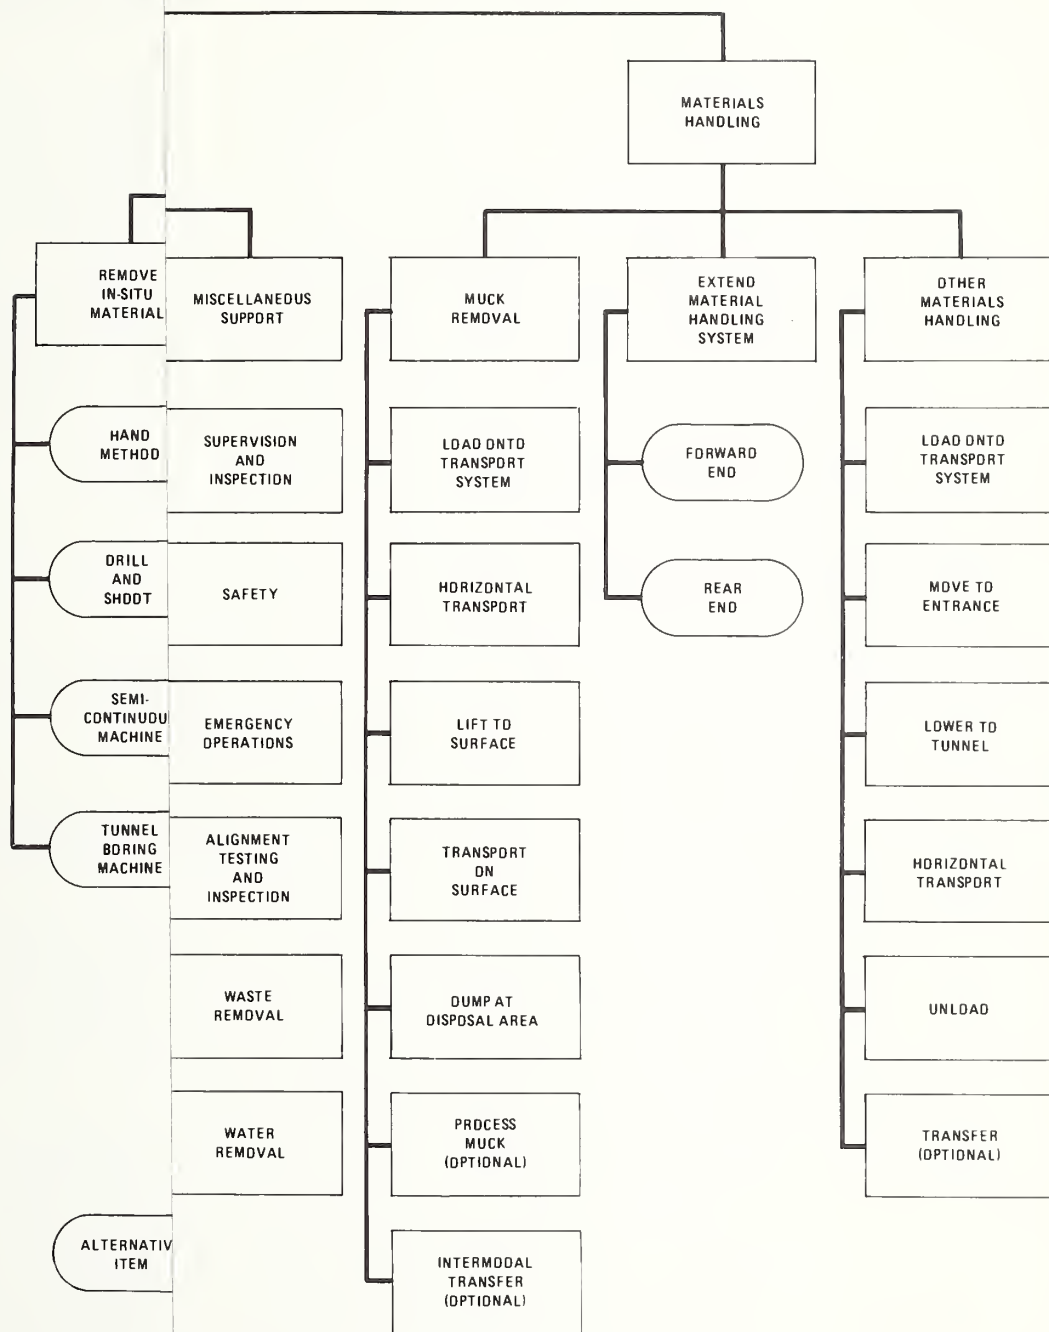 MATERIALS
HANDLING
REMOVE
IN-SITU
MATERIAL
MISCELLANEOUS
SUPPORT
MUCK
REMOVAL
EXTEND
MATERIAL
HANDLING
SYSTEM
OTHER
MATERIALS
HANDLING
HAND
METHOD
SUPERVISION
AND
INSPECTION
LOAD ONTO
TRANSPORT
SYSTEM
FORWARD
END
LOAD ONTO
TRANSPORT
SYSTEM
DRILL
AND
SHOOT
SAFETY
HORIZONTAL
TRANSPORT
REAR
END
MOVE TO
ENTRANCE
SEMI-
CONTINUOU
MACHINE
EMERGENCY
OPERATIONS
LIFT TO
SURFACE
LOWER TO
TUNNEL
TUNNEL
BORING
MACHINE
ALIGNMENT
TESTING
AND
INSPECTION
TRANSPORT
ON
SURFACE
HORIZONTAL
TRANSPORT
WASTE
REMOVAL
DUMP AT
DISPOSAL AREA
UNLOAD
WATER
REMOVAL
PROCESS
MUCK
(OPTIONAL)
TRANSFER
(OPTIONAL)
ALTERNATIV
ITEM
INTERMODAL
TRANSFER
(OPTIONAL)